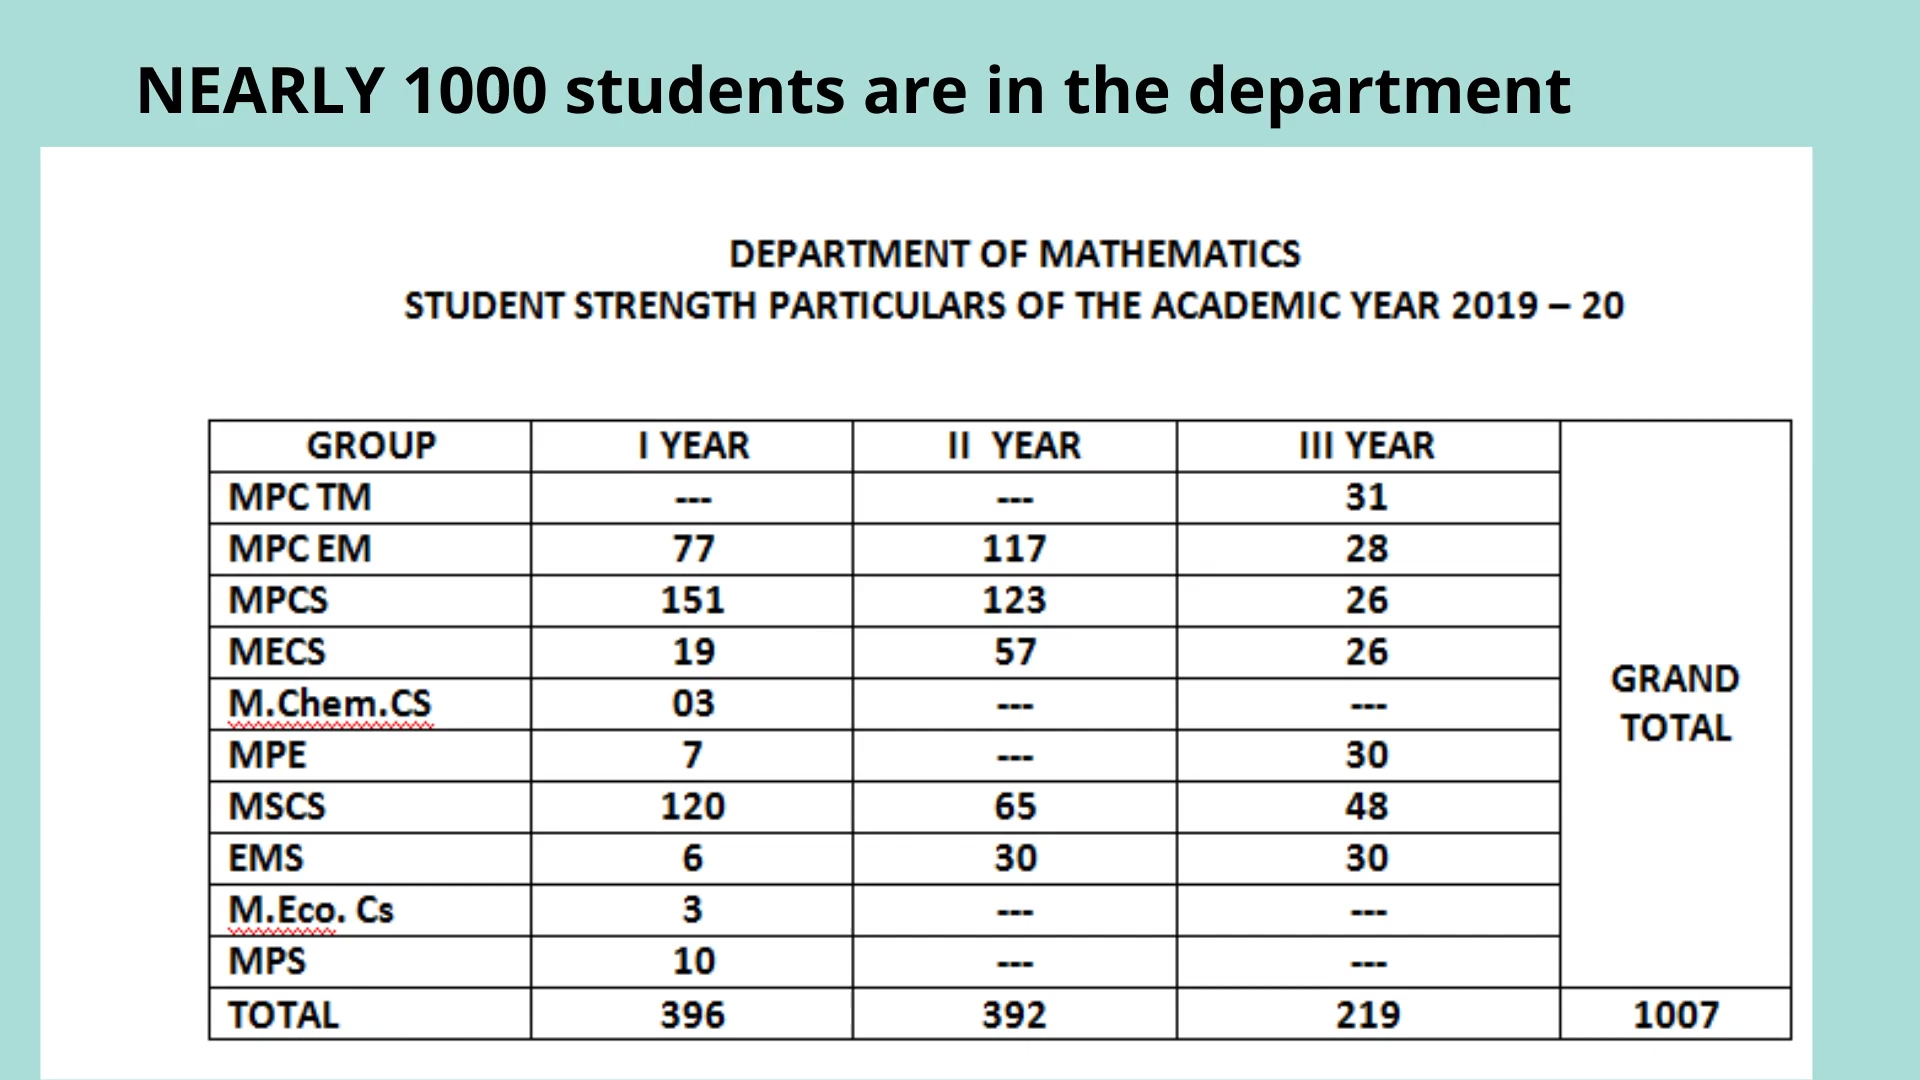 NEARLY 1000 students are in the department
DEPARTMENT OF MATHEMATICS
STUDENT STRENGTH PARTICULARS OF THE ACADEMIC YEAR 2019 – 20
GROUP I YEAR II YEAR III YEAR
MPC TM --- --- 31
MPC EM 77 117 28
MPCS 151 123 26
MECS 19 57 26
M.Chem.CS 03 --- ---
MPE 7 --- 30
MSCS 120 65 48
EMS 6 30 30
M.Eco. Cs 3 --- ---
MPS 10 --- ---
GRAND
TOTAL
TOTAL 396 392 219 1007